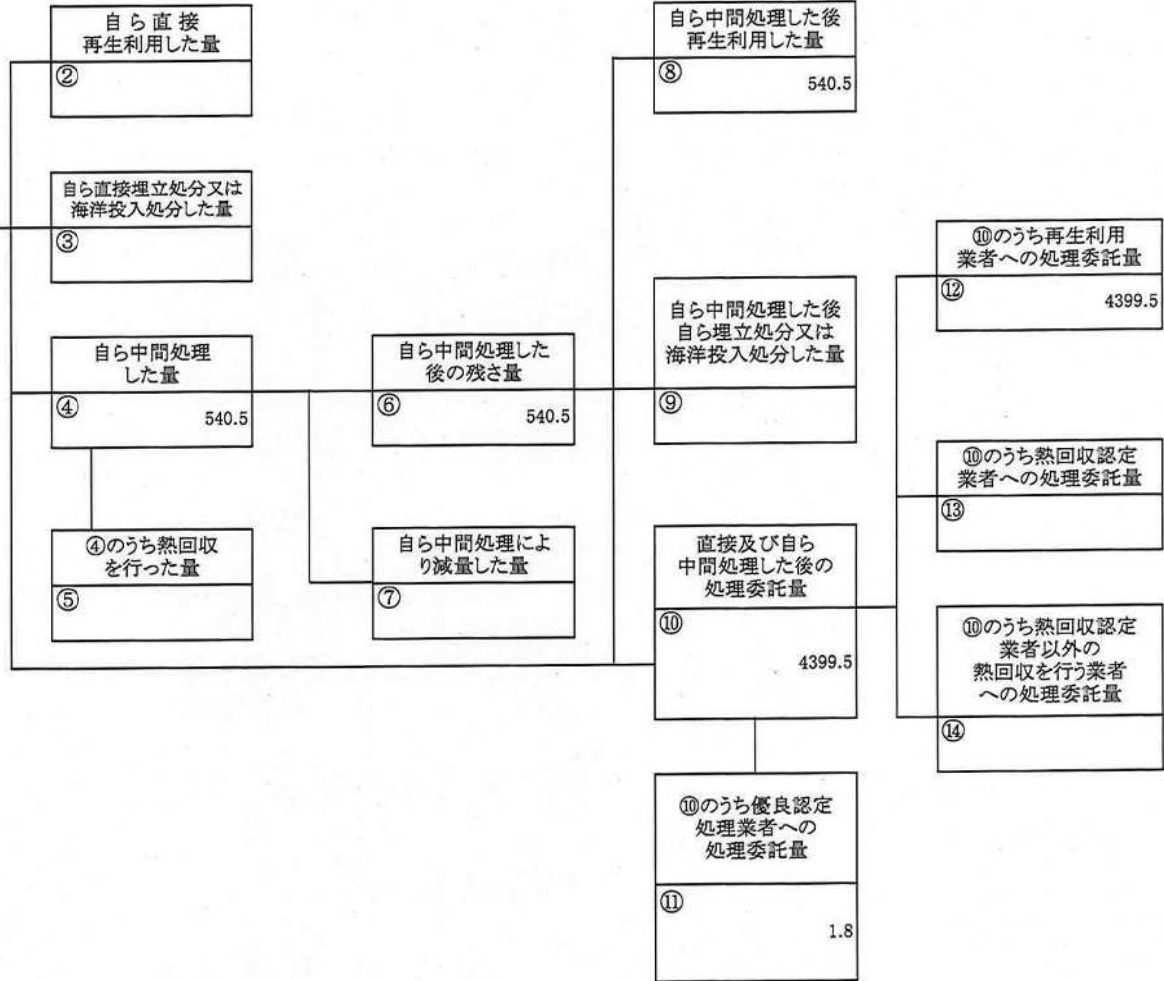 自ら直接
再生利用した量
②
自ら直接埋立処分又は
海洋投入処分した量
③
自ら中間処理
した量
④
540.5
④のうち熱回収
を行った量
⑤
自ら中間処理した
後の残さ量
⑥
540.5
自ら中間処理によ
り減量した量
⑦
自ら中間処理した後
再生利用した量
⑧
540.5
自ら中間処理した後
自ら埋立処分又は
海洋投入処分した量
⑨
直接及び自ら
中間処理した後の
処理委託量
⑩
4399.5
⑩のうち優良認定
処理業者への
処理委託量
⑪
1.8
⑩のうち再生利用
業者への処理委託量
⑫
4399.5
⑩のうち熱回収認定
業者への処理委託量
⑬
⑩のうち熱回収認定
業者以外の
熱回収を行う業者
への処理委託量
⑭